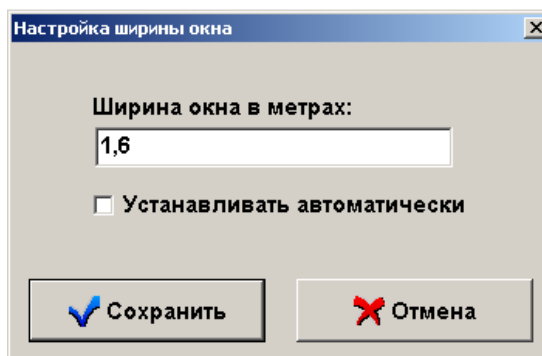 Настройка ширины окна
Ширина окна в метрах:
1,6
Устанавливать автоматически
Сохранить
Отмена